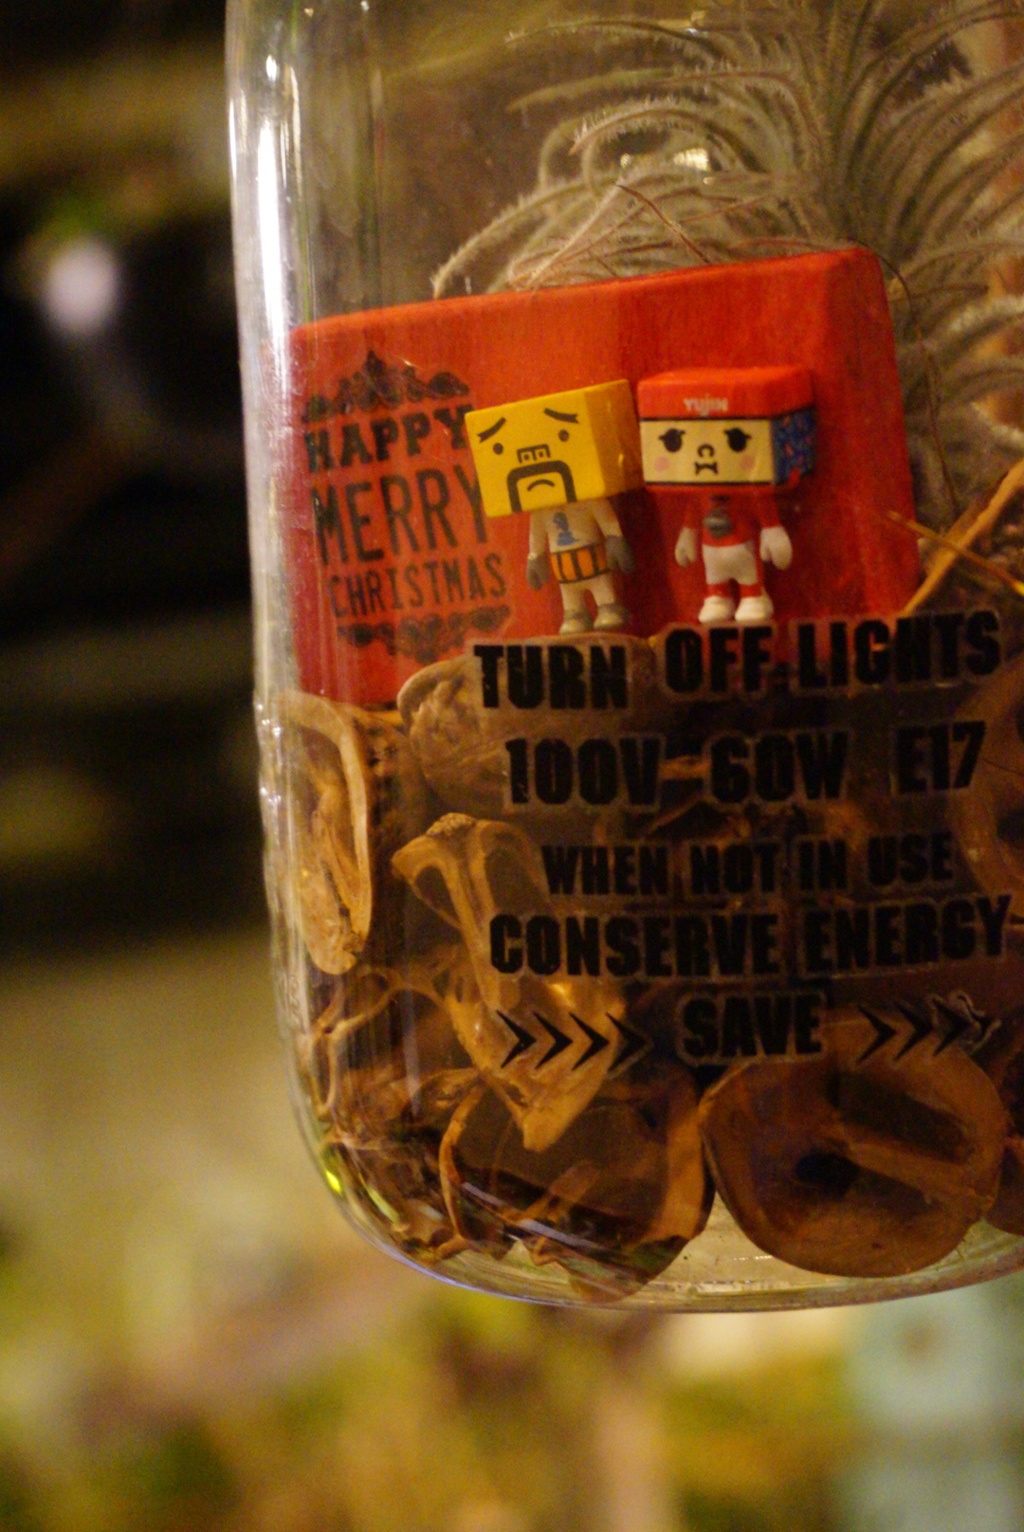 HAPPY
MERRY
CHRISTMAS
Yujin
TURN OFF LIGHTS
100V 60W E17
WHEN NOT IN USE
CONSERVE ENERGY
>>>> SAVE >>>>